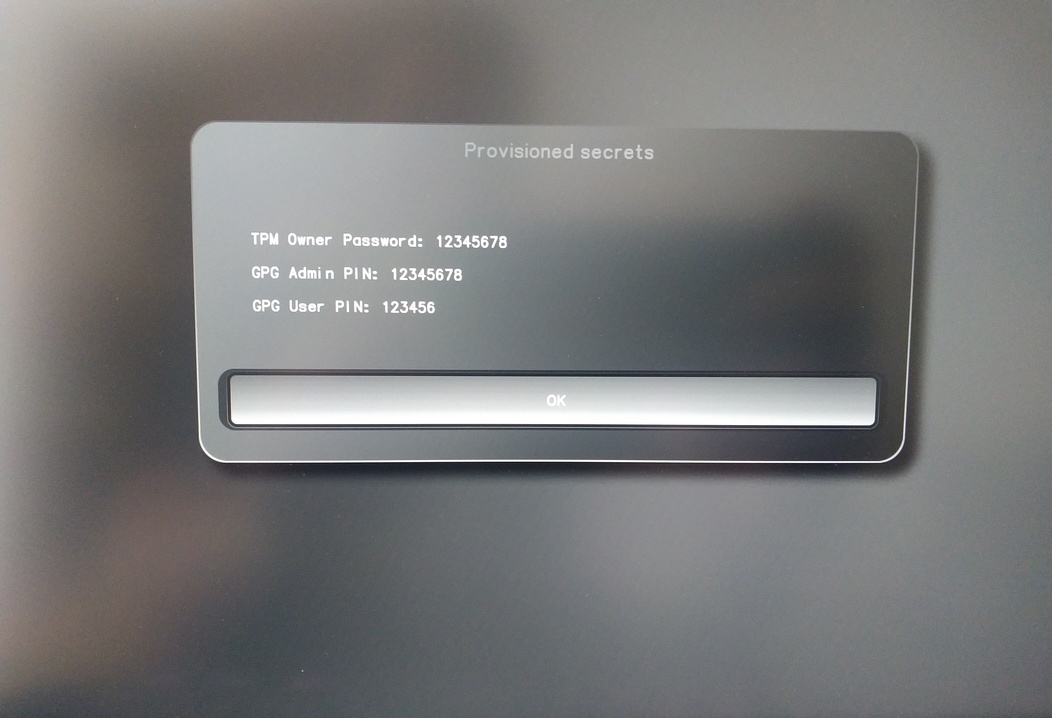 Provisioned secrets
TPM Owner Password: 12345678
GPG Admin PIN: 12345678
GPG User PIN: 123456
OK